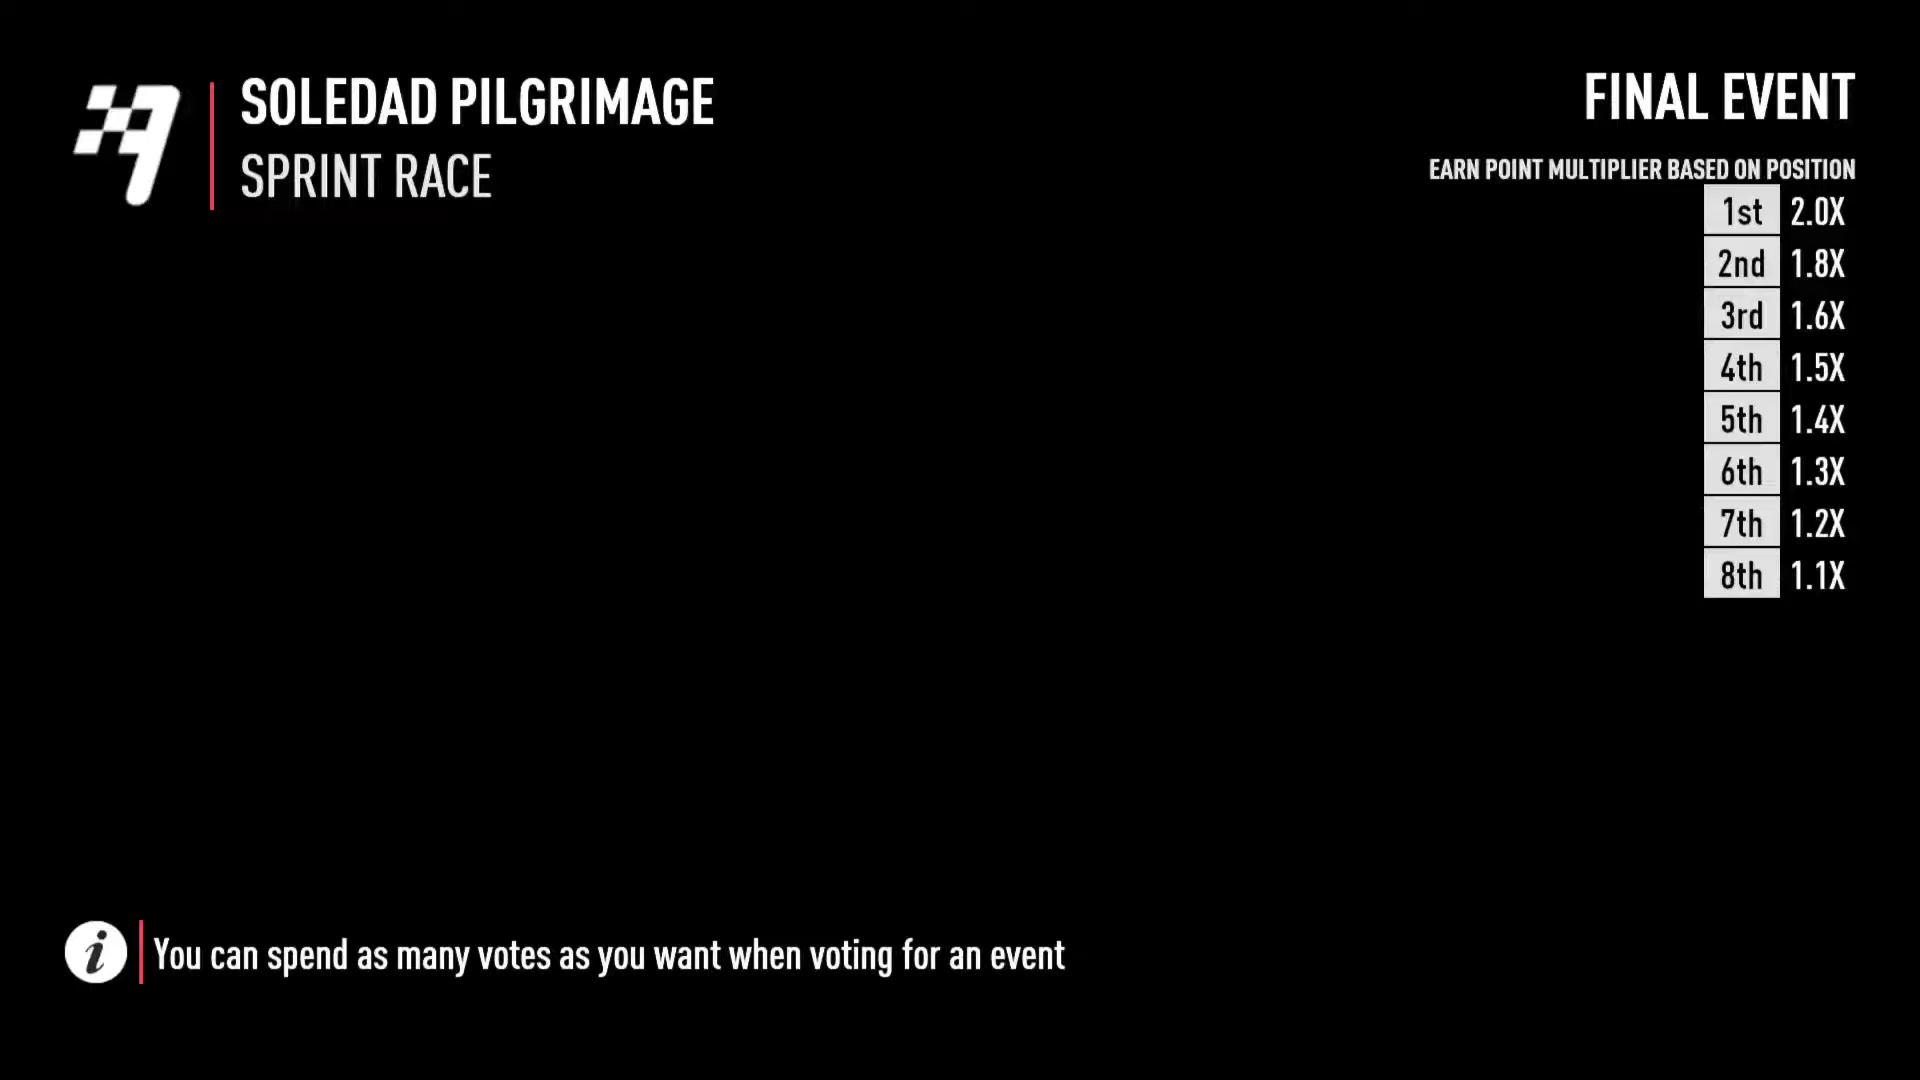 SOLEDAD PILGRIMAGE
SPRINT RACE
FINAL EVENT
EARN POINT MULTIPLIER BASED ON POSITION
1st 2.0X
2nd 1.8X
3rd 1.6X
4th 1.5X
5th 1.4X
6th 1.3X
7th 1.2X
8th 1.1X
i You can spend as many votes as you want when voting for an event